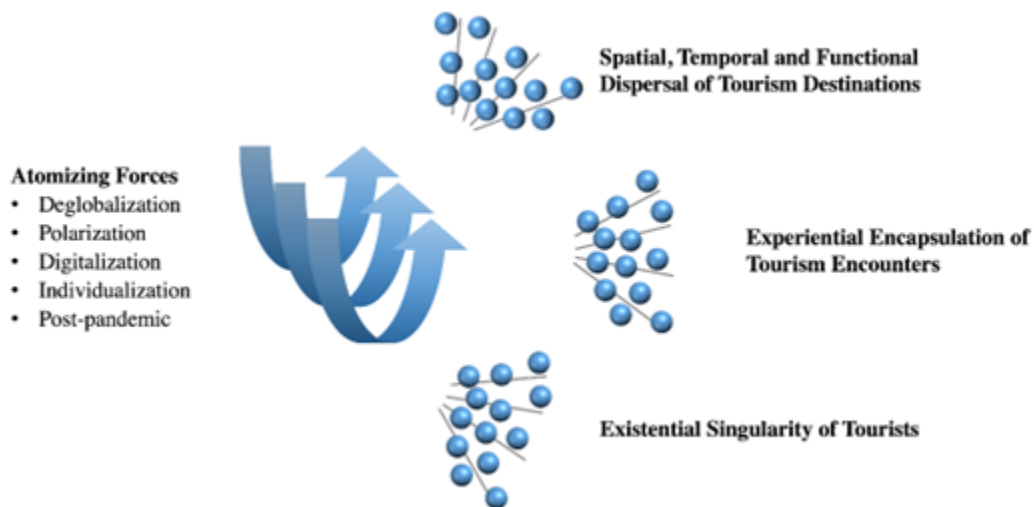 Spatial, Temporal and Functional
Dispersal of Tourism Destinations
Atomizing Forces
• Deglobalization
• Polarization
• Digitalization
• Individualization
• Post-pandemic
Experiential Encapsulation of
Tourism Encounters
Existential Singularity of Tourists